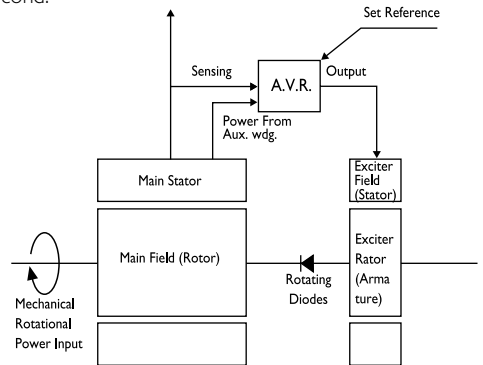 cond.
Set Reference
Sensing
A.V.R.
Output
Power From
Aux. wdg.
Main Stator
Exciter
Field
(Stator)
Main Field (Rotor)
Exciter
Rator
(Arma
ture)
Rotating
Diodes
Mechanical
Rotational
Power Input